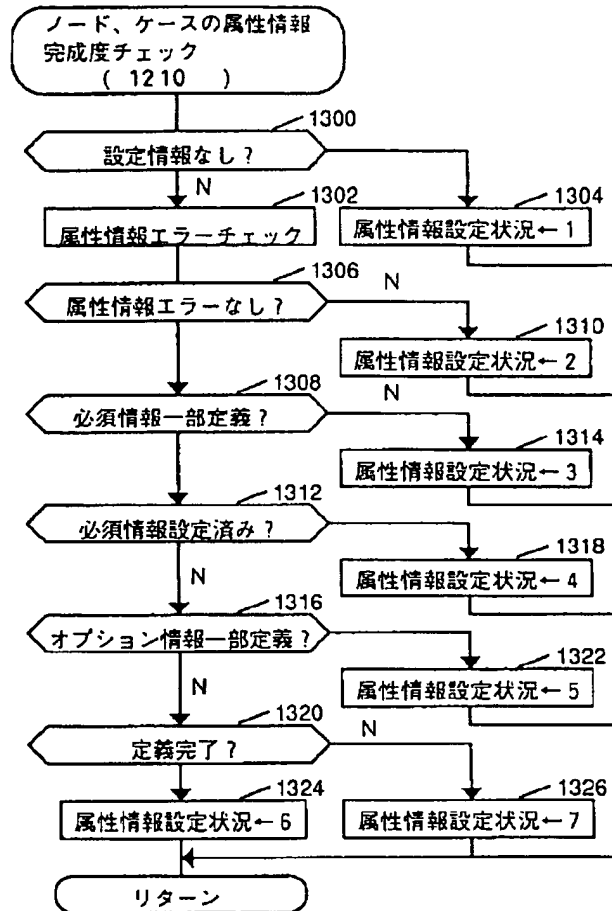 ノード、ケースの属性情報
完成度チェック
( 1210 )
1300
設定情報なし？
N
1302
属性情報エラーチェック
1304
属性情報設定状況←1
1306
属性情報エラーなし？
N
1310
属性情報設定状況←2
1308
必須情報一部定義？
N
1314
属性情報設定状況←3
1312
必須情報設定済み？
N
1318
属性情報設定状況←4
1316
オプション情報一部定義？
N
1322
属性情報設定状況←5
1320
定義完了？
N
1324
属性情報設定状況←6
1326
属性情報設定状況←7
リターン